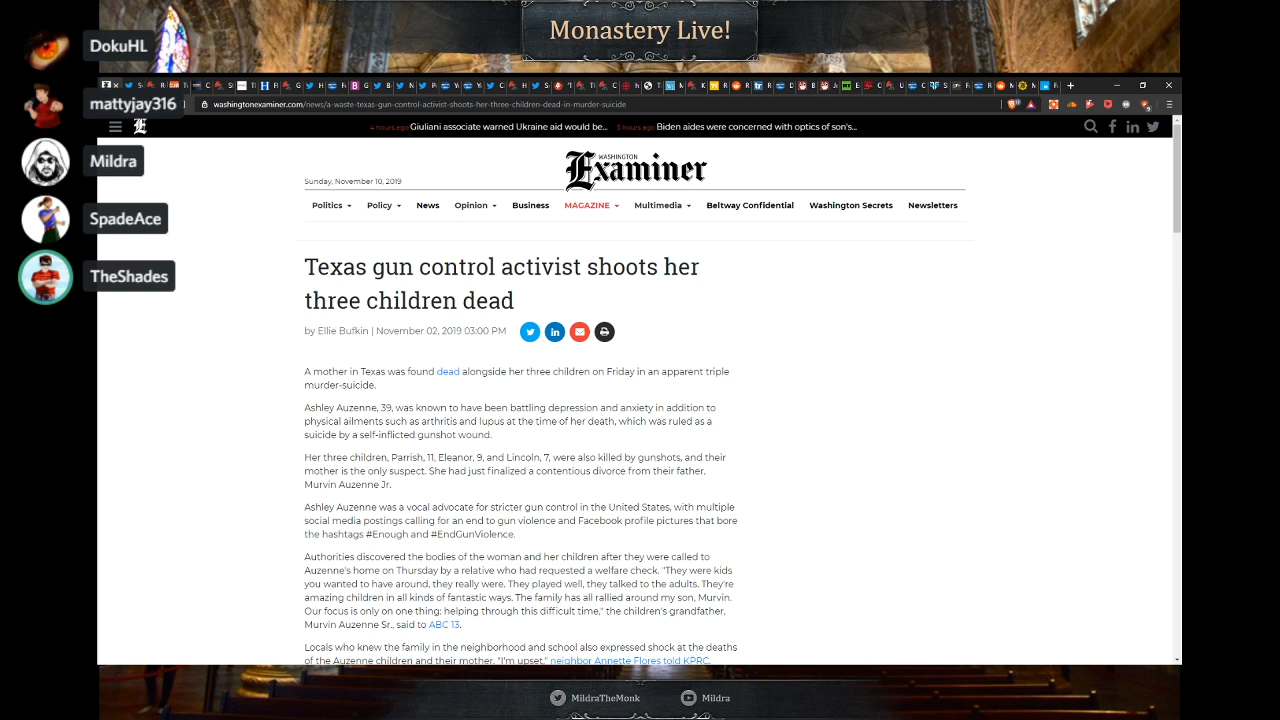 Monastery Live!
DokuHL
mattyjay316
Mildra
SpadeAce
TheShades
washingtonexaminer.com/news/a-waste-texas-gun-control-activist-shoots-her-three-children-dead-in-murder-suicide
4 hours ago Giuliani associate warned Ukraine aid would be... 5 hours ago Biden aides were concerned with optics of son's...
WASHINGTON
Examiner
Sunday, November 10, 2019
Politics Policy News Opinion Business MAGAZINE Multimedia Beltway Confidential Washington Secrets Newsletters
Texas gun control activist shoots her
three children dead
by Ellie Bufkin | November 02, 2019 03:00 PM
A mother in Texas was found dead alongside her three children on Friday in an apparent triple
murder-suicide.
Ashley Auzenne, 39, was known to have been battling depression and anxiety in addition to
physical ailments such as arthritis and lupus at the time of her death, which was ruled as a
suicide by a self-inflicted gunshot wound.
Her three children, Parrish, 11, Eleanor, 9, and Lincoln, 7, were also killed by gunshots, and their
mother is the only suspect. She had just finalized a contentious divorce from their father,
Murvin Auzenne Jr.
Ashley Auzenne was a vocal advocate for stricter gun control in the United States, with multiple
social media postings calling for an end to gun violence and Facebook profile pictures that bore
the hashtags #Enough and #EndGunViolence.
Authorities discovered the bodies of the woman and her children after they were called to
Auzenne's home on Thursday by a relative who had requested a welfare check. "They were kids
you wanted to have around, they really were. They played well, they talked to the adults. They're
amazing children in all kinds of fantastic ways. The family has all rallied around my son, Murvin.
Our focus is only on one thing: helping through this difficult time," the children's grandfather,
Murvin Auzenne Sr., said to ABC 13.
Locals who knew the family in the neighborhood and school also expressed shock at the deaths
of the Auzenne children and their mother. "I'm upset," neighbor Annette Flores told KPRC.
MildraTheMonk Mildra